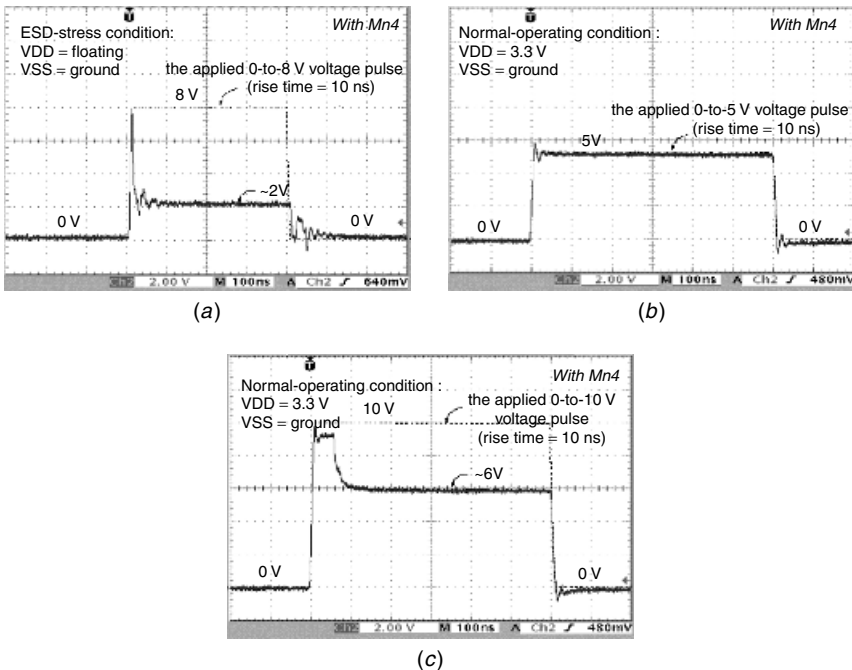 With Mn4
ESD-stress condition:
VDD = floating
VSS = ground
the applied 0-to-8 V voltage pulse
(rise time = 10 ns)
8 V
~2V
0 V
0 V
2.00 V M 100ns A Ch2 640mV
(a)
With Mn4
Normal-operating condition :
VDD = 3.3 V
VSS = ground
the applied 0-to-5 V voltage pulse
(rise time = 10 ns)
5V
0 V
0 V
2.00 V M 100ns A Ch2 480mV
(b)
With Mn4
Normal-operating condition :
VDD = 3.3 V
VSS = ground
10 V
the applied 0-to-10 V
voltage pulse
(rise time = 10 ns)
~6V
0 V
0 V
2.00 V M 100ns A Ch2 480mV
(c)